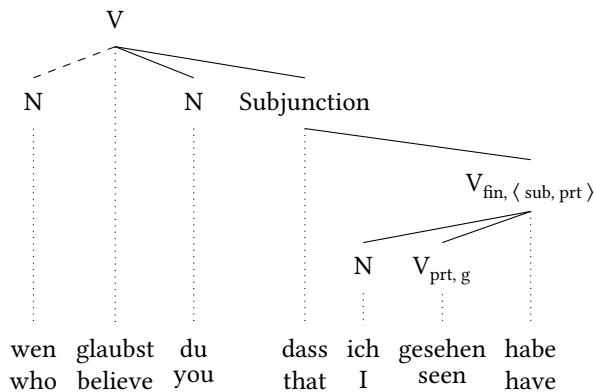 V
N N Subjunction
V fin, ⟨ sub, prt ⟩
N V prt, g
wen glaubst du dass ich gesehen habe
who believe you that I seen have